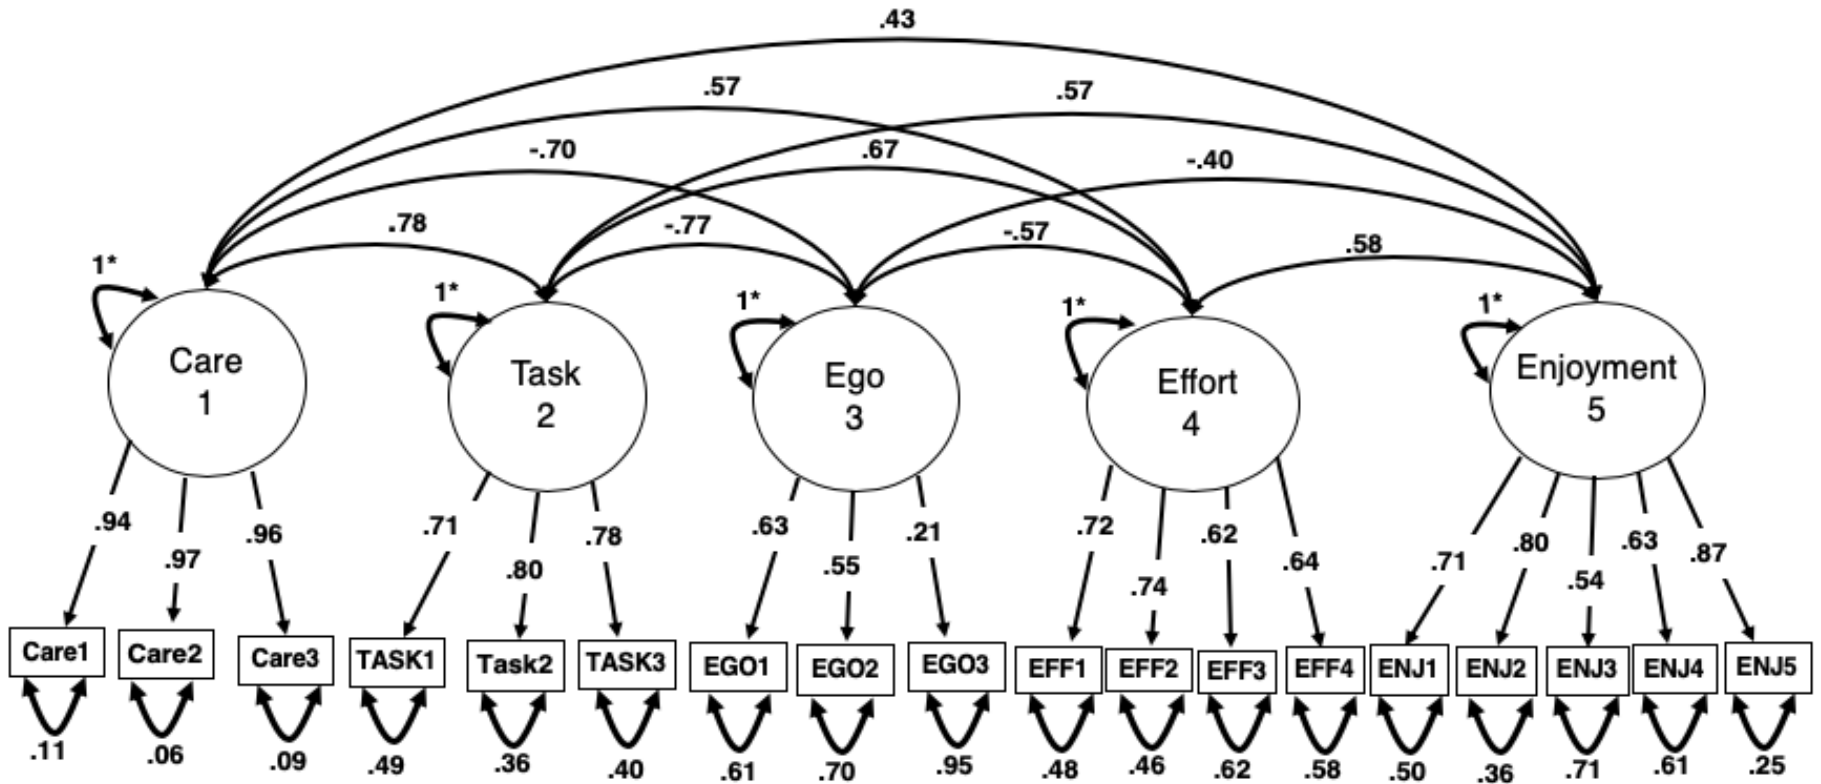 .43
.57 .57
-.70 .67 -.40
.78 -.77 -.57 .58
1* 1* 1* 1* 1*
Care
1
Task
2
Ego
3
Effort
4
Enjoyment
5
.94 .97 .96 .71 .80 .78 .63 .55 .21 .72 .74 .62 .64 .71 .80 .54 .63 .87
Care1 Care2 Care3 TASK1 Task2 TASK3 EGO1 EGO2 EGO3 EFF1 EFF2 EFF3 EFF4 ENJ1 ENJ2 ENJ3 ENJ4 ENJ5
.11 .06 .09 .49 .36 .40 .61 .70 .95 .48 .46 .62 .58 .50 .36 .71 .61 .25